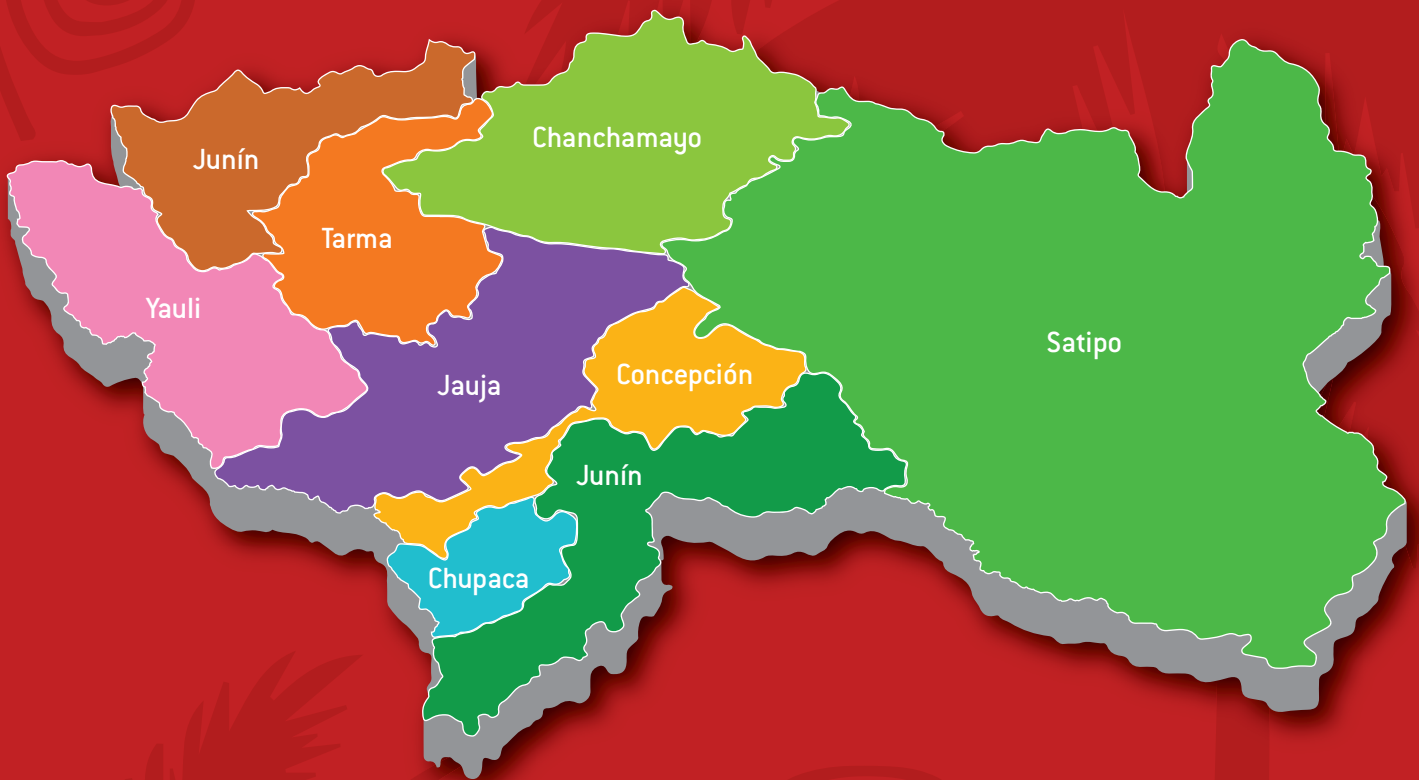 Chanchamayo
Junín
Tarma
Yauli
Satipo
Concepción
Jauja
Junín
Chupaca